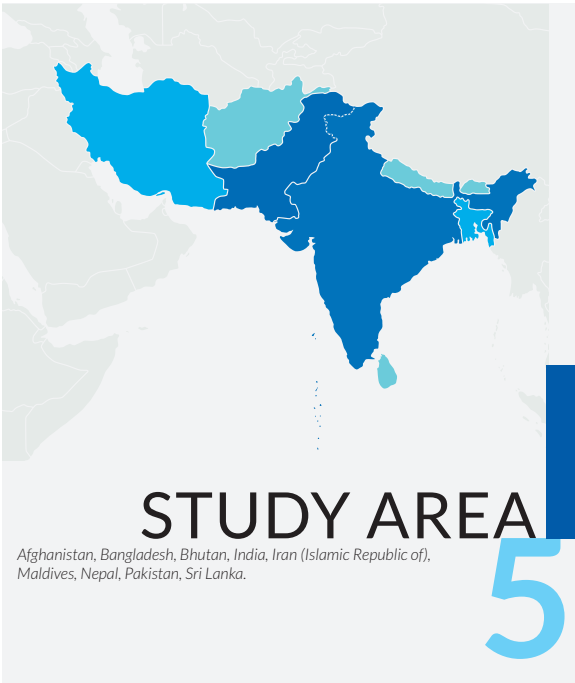 STUDY AREA
Afghanistan, Bangladesh, Bhutan, India, Iran (Islamic Republic of),
Maldives, Nepal, Pakistan, Sri Lanka.
5